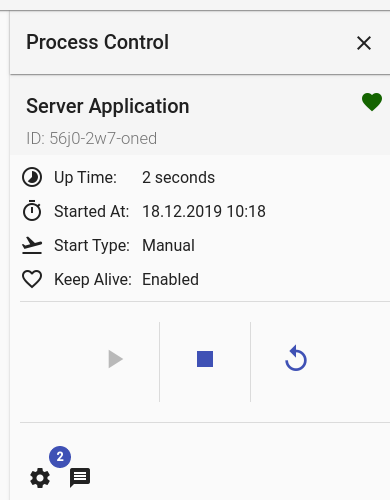 Process Control
Server Application
ID: 56j0-2w7-oned
Up Time: 2 seconds
Started At: 18.12.2019 10:18
Start Type: Manual
Keep Alive: Enabled
2